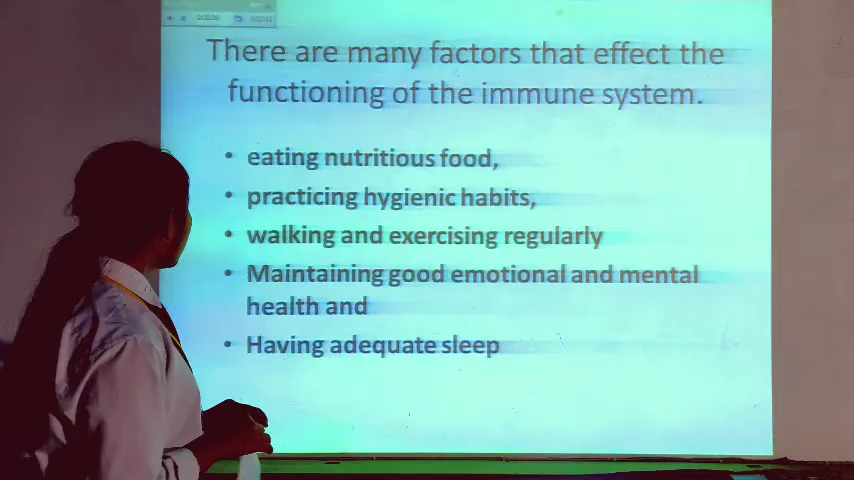 There are many factors that effect the
functioning of the immune system.
• eating nutritious food,
• practicing hygienic habits,
• walking and exercising regularly
• Maintaining good emotional and mental
health and
• Having adequate sleep